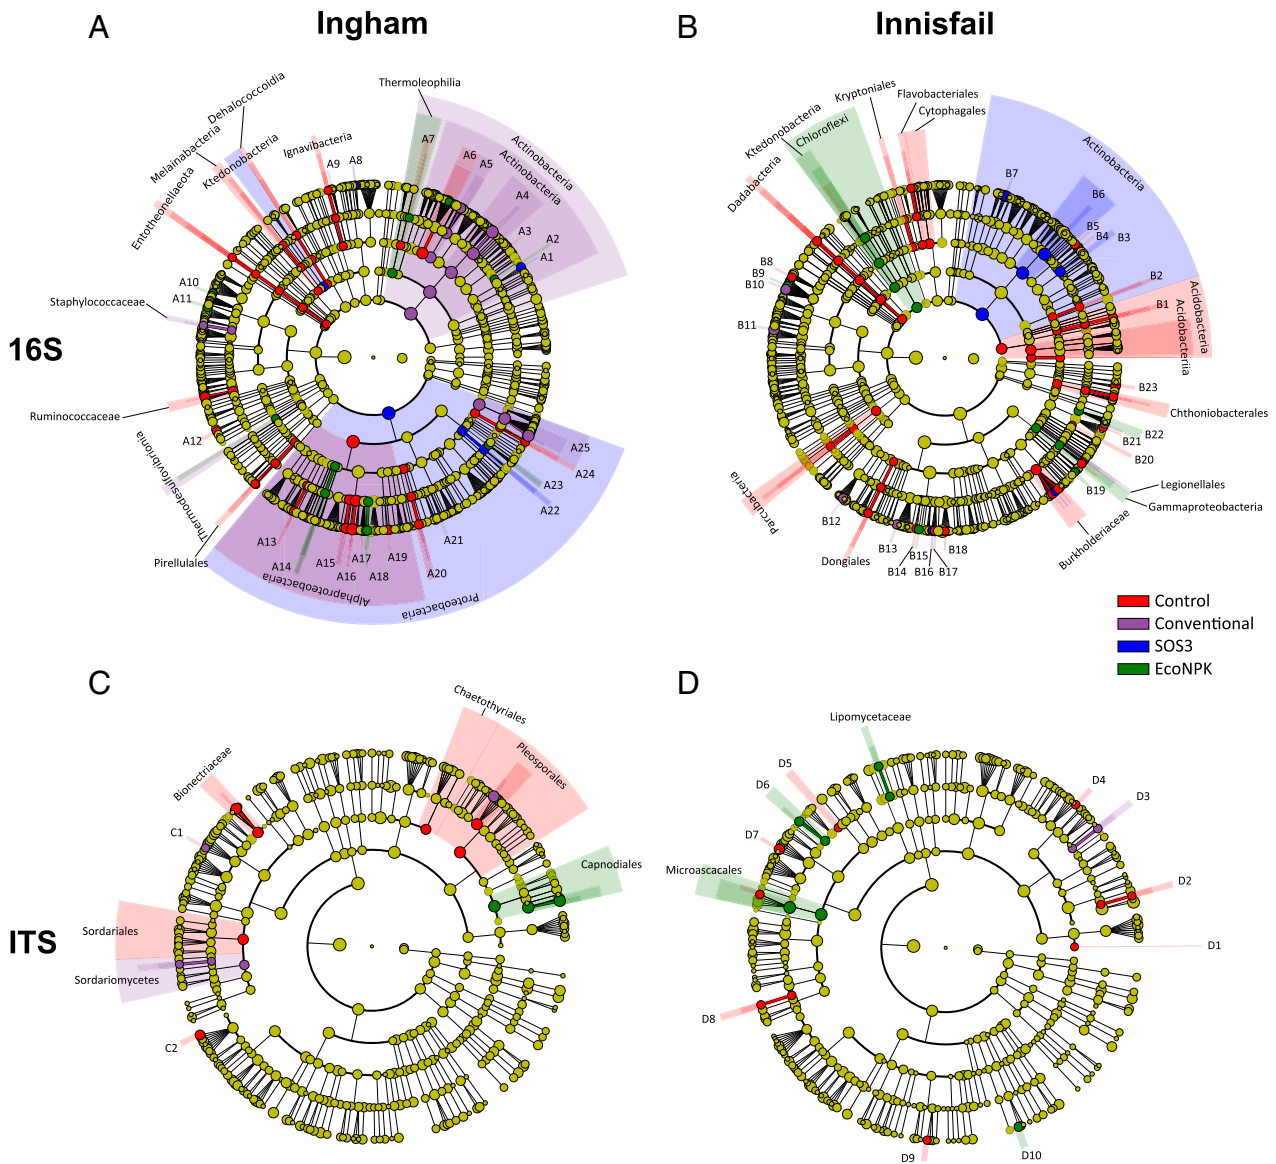 A
Ingham
B
Innisfail
16S
Thermoleophilia
Dehalococcoidia
Melainabacteria
Ktedonobacteria
Ignavibacteria
Entotheonellaeota
A9
A8
A7
A6
A5
A4
A3
A2
A1
Actinobacteria
Actinobacteria
A10
A11
Staphylococcaceae
Ruminococcaceae
A12
Thermodesulfovibrionia
Pirellulales
A13
A14
A15
A16
A17
A18
A19
A20
A21
A22
A23
A24
A25
Alphaproteobacteria
Proteobacteria
Kryptoniales
Flavobacteriales
Cytophagales
Ktedonobacteria
Chloroflexi
Dadabacteria
Actinobacteria
B7
B6
B5
B4
B3
B2
B1
Acidobacteria
Acidobacteriia
B8
B9
B10
B11
B23
Chthoniobacterales
B22
B21
B20
B19
Legionellales
Gammaproteobacteria
Burkholderiaceae
Parcubacteria
B12
Dongiales
B13
B14
B15
B16
B17
B18
Control
Conventional
SOS3
EcoNPK
C
D
ITS
Chaetothyriales
Pleosporales
Bionectriaceae
C1
Capnodiales
Sordariales
Sordariomycetes
C2
Lipomycetaceae
D5
D6
D7
Microascacales
D4
D3
D2
D1
D8
D9
D10